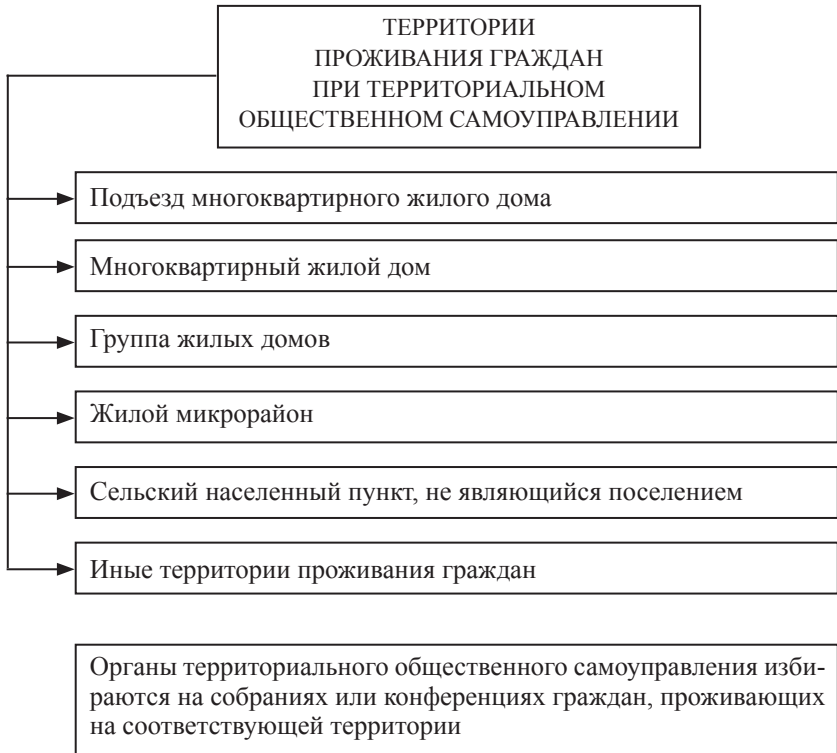 ТЕРРИТОРИИ
ПРОЖИВАНИЯ ГРАЖДАН
ПРИ ТЕРРИТОРИАЛЬНОМ
ОБЩЕСТВЕННОМ САМОУПРАВЛЕНИИ
Подъезд многоквартирного жилого дома
Многоквартирный жилой дом
Группа жилых домов
Жилой микрорайон
Сельский населенный пункт, не являющийся поселением
Иные территории проживания граждан
Органы территориального общественного самоуправления изби-
раются на собраниях или конференциях граждан, проживающих
на соответствующей территории